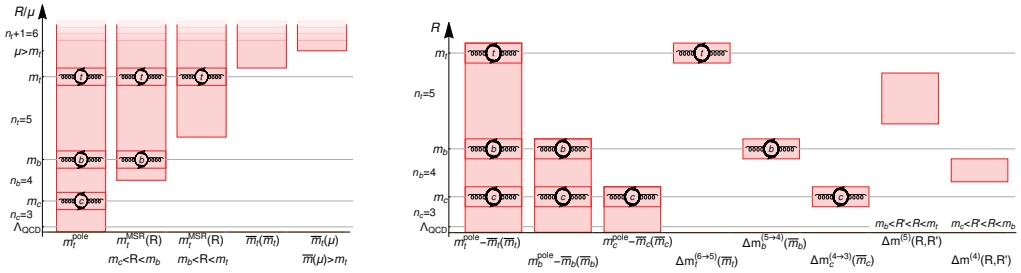 R/μ
n_t+1=6
μ>m_t
m_t
n_t=5
m_b
n_b=4
m_c
n_c=3
Λ_QCD
t
t
t
b
b
c
m_t^pole
m_t^MSR(R)
m_t^MSR(R)
m̅_t(m̅_t)
m̅_t(μ)
m_c<R<m_b
m_b<R<m_t
m̅(μ)>m_t
R
m_t
n_t=5
m_b
n_b=4
m_c
n_c=3
Λ_QCD
t
t
b
b
b
c
c
c
c
m_b<R'<R<m_t
m_c<R'<R<m_b
m_t^pole−m̅_t(m̅_t)
m_c^pole−m̅_c(m̅_c)
Δm_b^(5→4)(m̅_b)
Δm^(5)(R,R')
m_b^pole−m̅_b(m̅_b)
Δm_t^(6→5)(m̅_t)
Δm_c^(4→3)(m̅_c)
Δm^(4)(R,R')